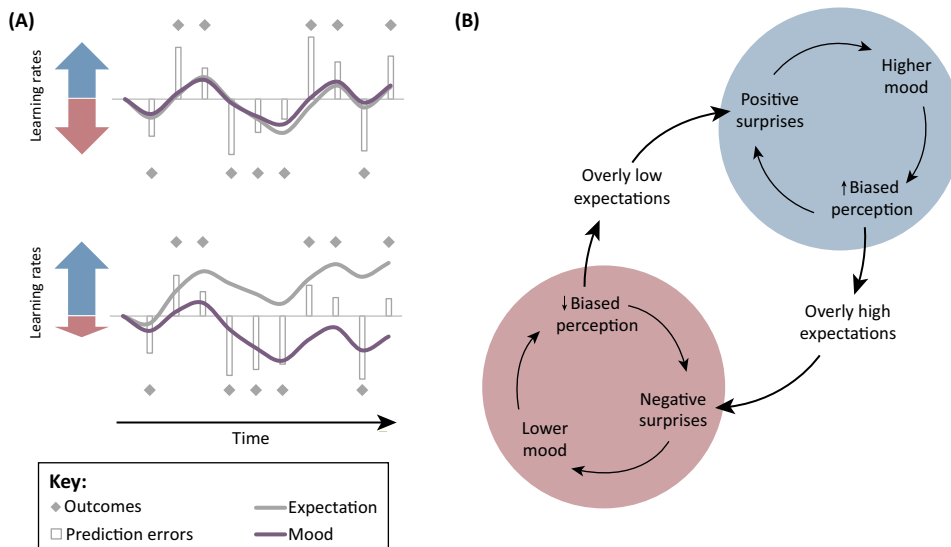 (A)
Learning rates
Learning rates
Time
Key:
Outcomes
Expectation
Prediction errors
Mood
(B)
Positive
surprises
Higher
mood
↑Biased
perception
Overly low
expectations
Overly high
expectations
↓Biased
perception
Negative
surprises
Lower
mood